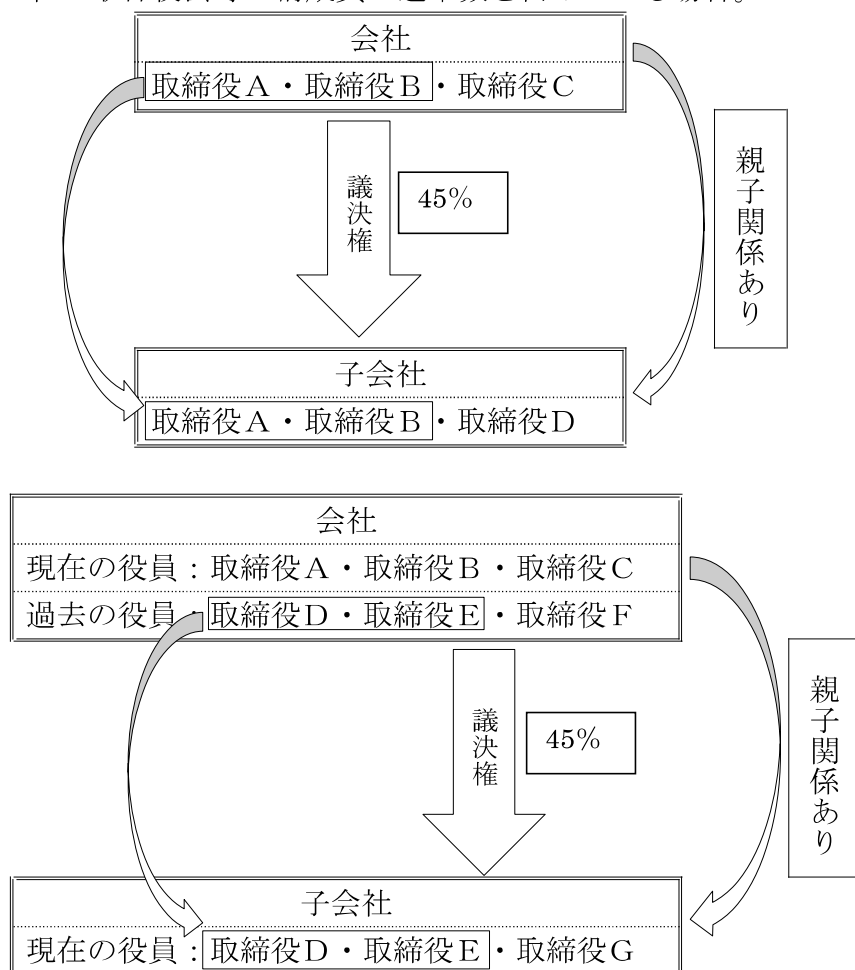 会社
取締役A・取締役B・取締役C
議決権
45%
親子関係あり
子会社
取締役A・取締役B・取締役D
会社
現在の役員：取締役A・取締役B・取締役C
過去の役員：取締役D・取締役E・取締役F
議決権
45%
親子関係あり
子会社
現在の役員：取締役D・取締役E・取締役G